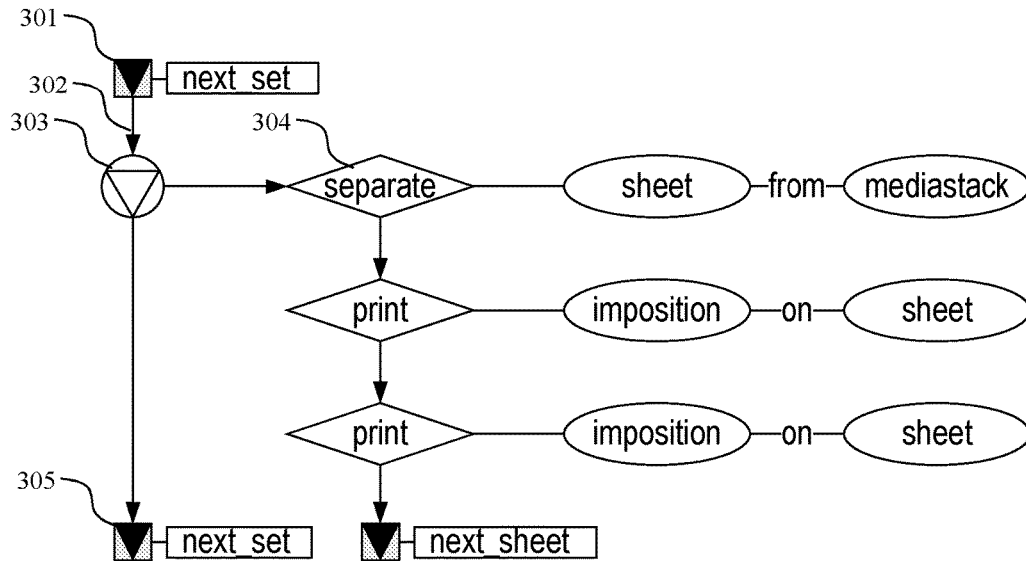 301
next_set
302
303
304
separate sheet from mediastack
print imposition on sheet
print imposition on sheet
305
next_set next_sheet